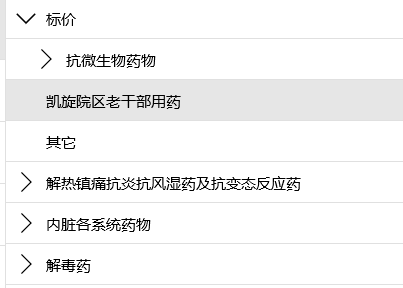 标价
抗微生物药物
凯旋院区老干部用药
其它
解热镇痛抗炎抗风湿药及抗变态反应药
内脏各系统药物
解毒药